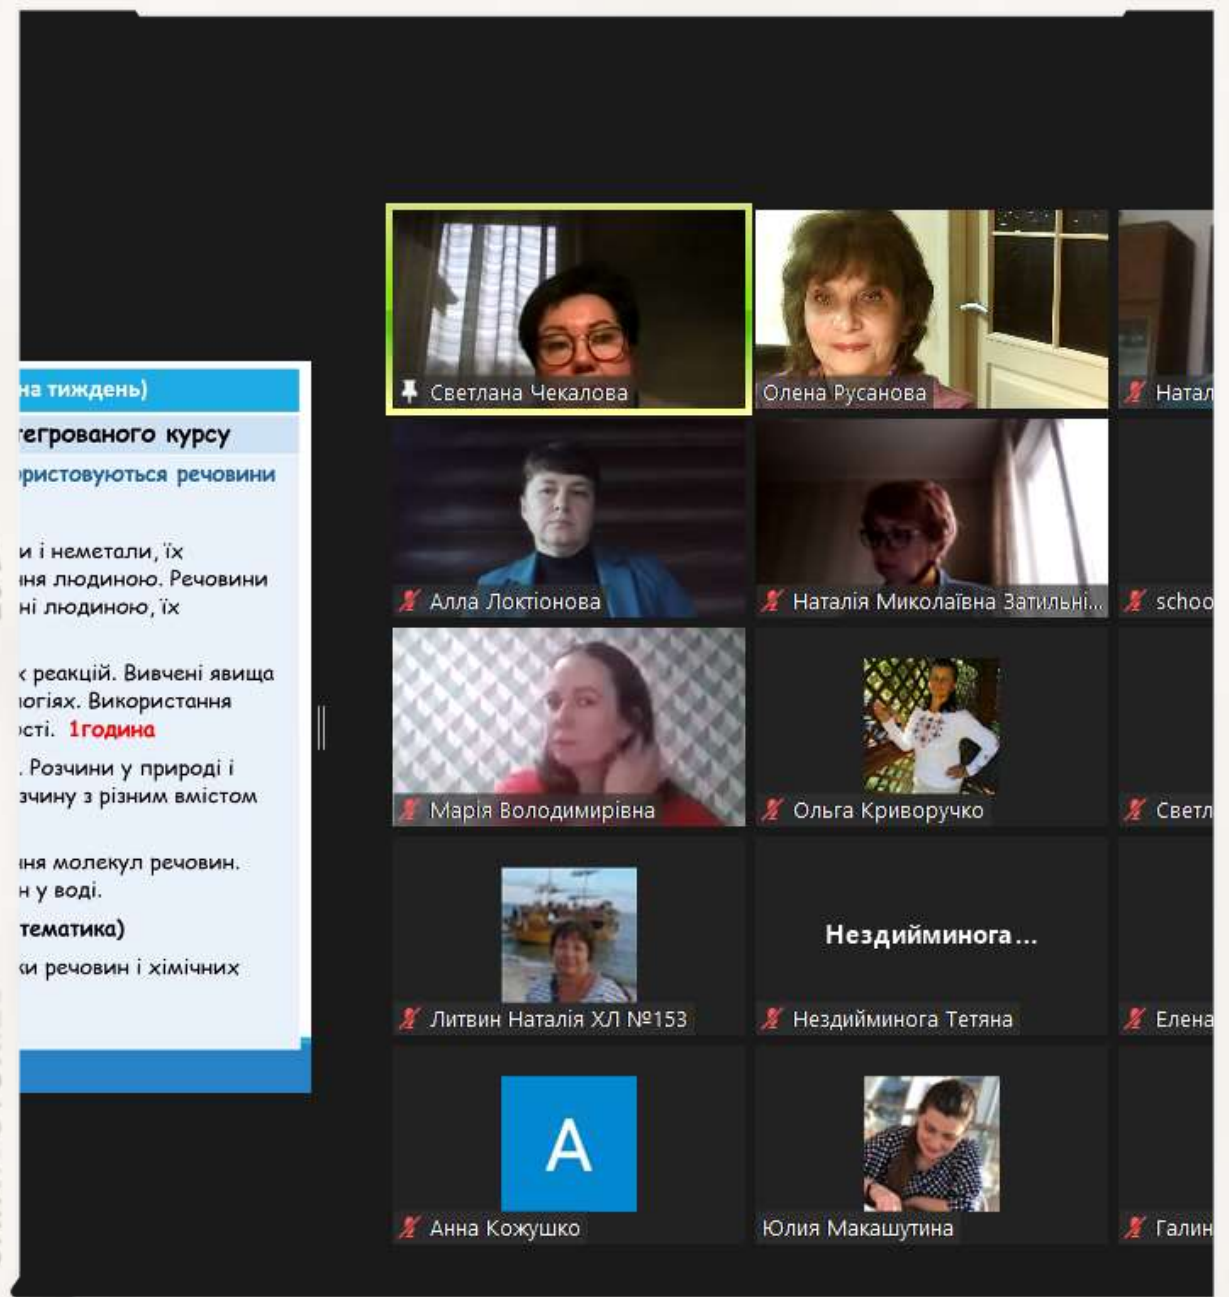 на тиждень)
тегрованого курсу
ористовуються речовини
и і неметали, їх
ння людиною. Речовини
ні людиною, їх
х реакцій. Вивчені явища
логіях. Використання
ості. 1година
. Розчини у природі і
зчину з різним вмістом
ння молекул речовин.
н у воді.
тематика)
ки речовин і хімічних
Светлана Чекалова
Олена Русанова
Натал
Алла Локтіонова
Наталія Миколаївна Затильні...
schoo
Марія Володимирівна
Ольга Криворучко
Светл
Нездийминога...
Литвин Наталія ХЛ №153
Нездийминога Тетяна
Елена
А
Анна Кожушко
Юлия Макашутина
Галин